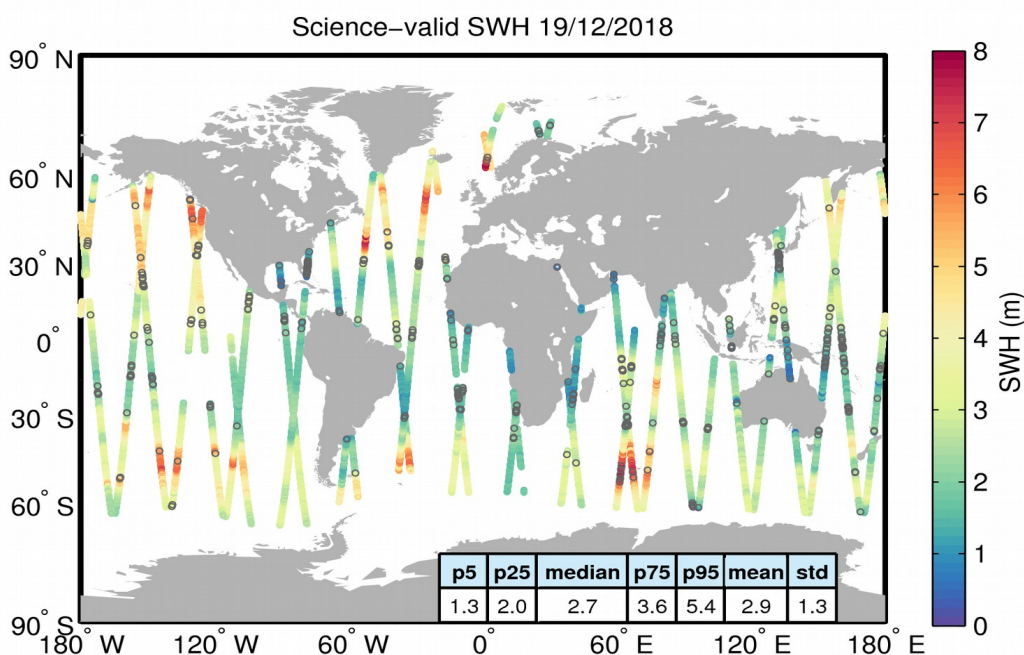 Science−valid SWH 19/12/2018
90° N
60° N
30° N
0°
30° S
60° S
90° S
180° W
120° W
60° W
0°
60° E
120° E
180° E
p5 p25 median p75 p95 mean std
1.3 2.0 2.7 3.6 5.4 2.9 1.3
8
7
6
5
4
3
2
1
0
SWH (m)